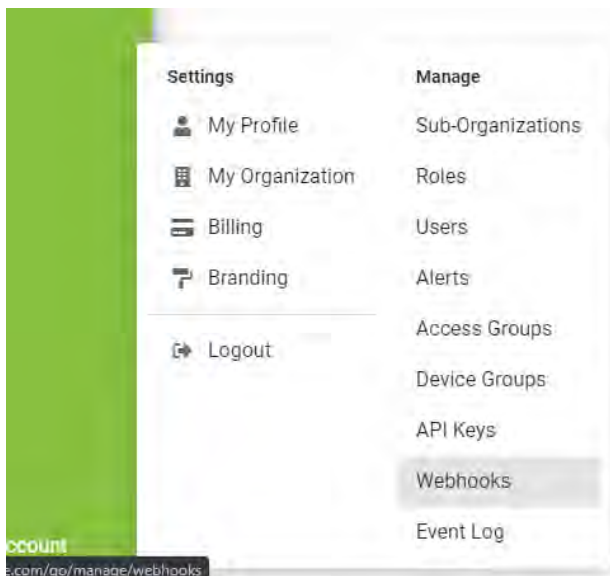 Settings
My Profile
My Organization
Billing
Branding
Logout
Manage
Sub-Organizations
Roles
Users
Alerts
Access Groups
Device Groups
API Keys
Webhooks
Event Log
ccount
e.com/go/manage/webhooks